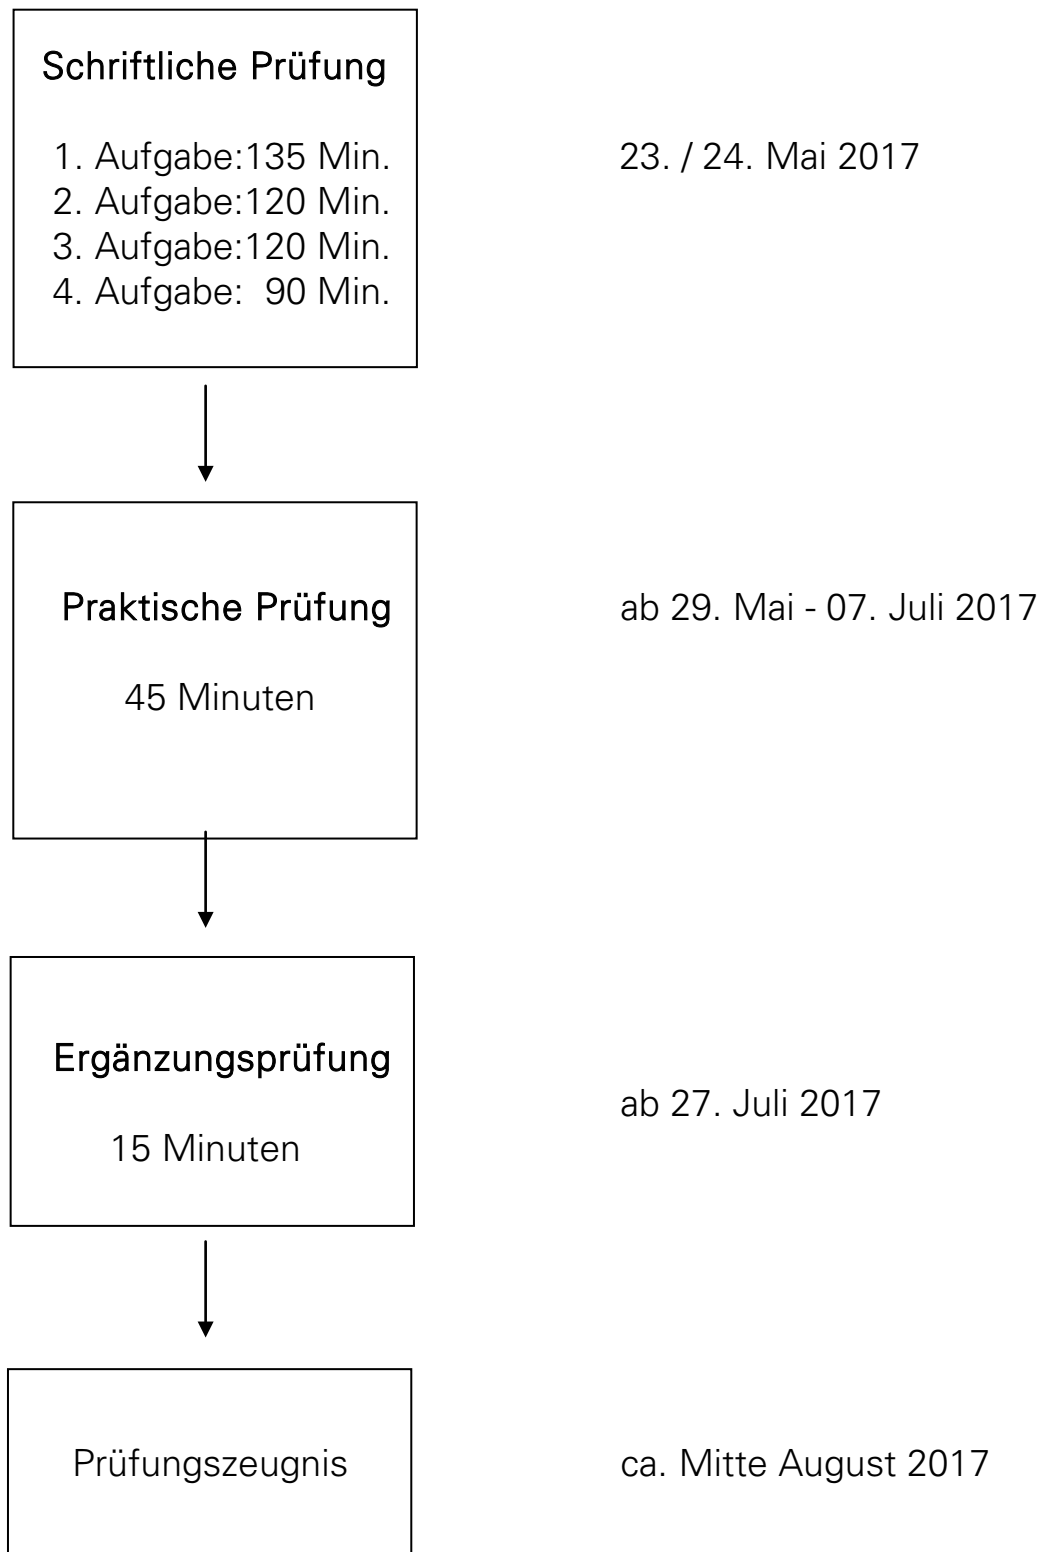 Schriftliche Prüfung
1. Aufgabe:135 Min.
23. / 24. Mai 2017
2. Aufgabe:120 Min.
3. Aufgabe:120 Min.
4. Aufgabe: 90 Min.
Praktische Prüfung
ab 29. Mai - 07. Juli 2017
45 Minuten
Ergänzungsprüfung
ab 27. Juli 2017
15 Minuten
Prüfungszeugnis
ca. Mitte August 2017